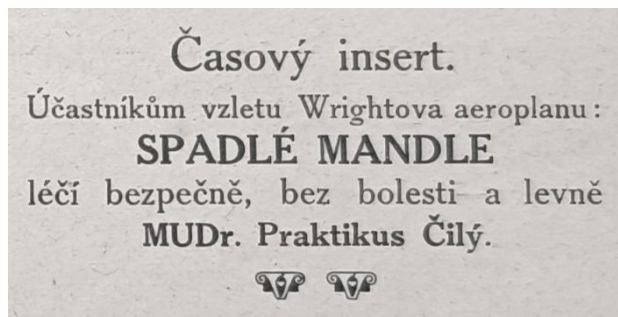 Časový insert.
Účastníkům vzletu Wrightova aeroplanu:
SPADLÉ MANDLE
léčí bezpečně, bez bolesti a levně
MUDr. Praktikus Čilý.